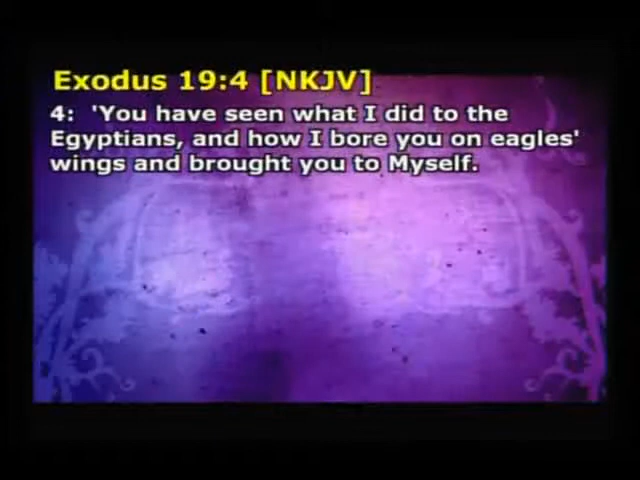 Exodus 19:4 [NKJV]
4:  'You have seen what I did to the
Egyptians, and how I bore you on eagles'
wings and brought you to Myself.